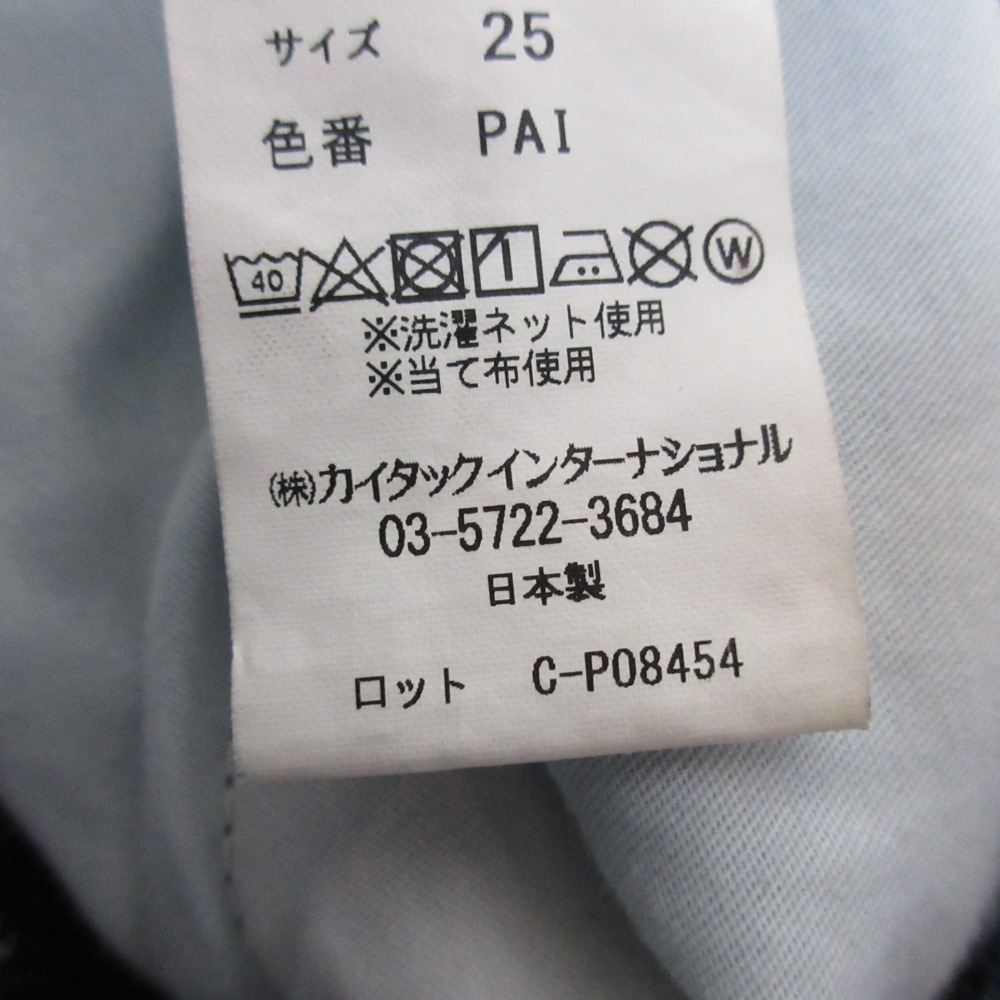 サイズ 25
色番 PAI
40 W
※洗濯ネット使用
※当て布使用
(株)カイタックインターナショナル
03-5722-3684
日本製
ロット C-P08454